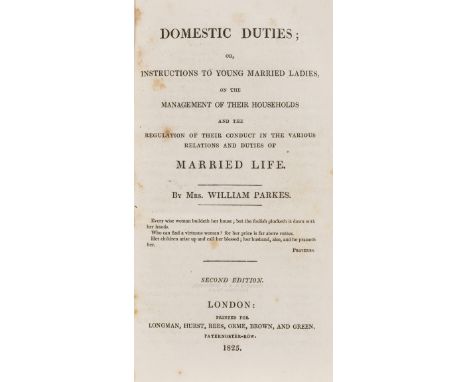 DOMESTIC DUTIES;
OR,
INSTRUCTIONS TO YOUNG MARRIED LADIES,
ON THE
MANAGEMENT OF THEIR HOUSEHOLDS
AND THE
REGULATION OF THEIR CONDUCT IN THE VARIOUS
RELATIONS AND DUTIES OF
MARRIED LIFE.
BY MRS. WILLIAM PARKES.
Every wise woman buildeth her house; but the foolish plucketh it down with
her hands.
Who can find a virtuous woman? for her price is far above rubies.
Her children arise up and call her blessed; her husband, also, and he praiseth
her.
PROVERBS.
SECOND EDITION.
LONDON:
PRINTED FOR
LONGMAN, HURST, REES, ORME, BROWN, AND GREEN.
PATERNOSTER-ROW.
1825.